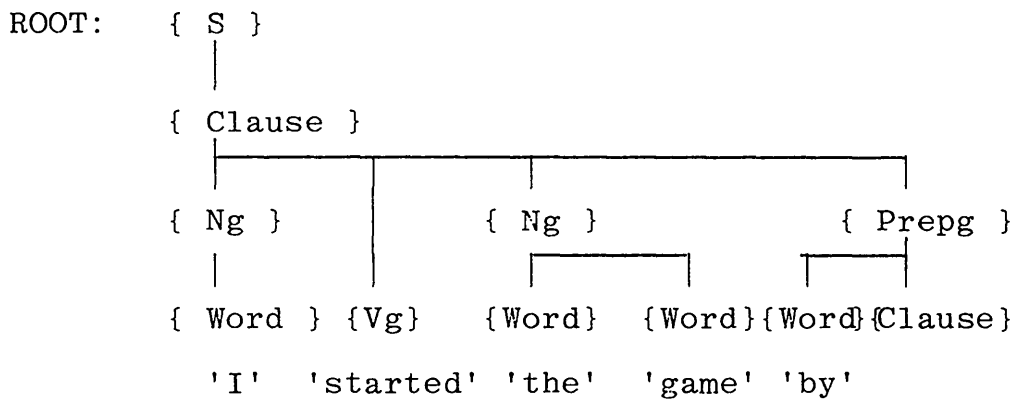 ROOT: { S }
{ Clause }
{ Ng } { Ng } { Prepg }
{ Word } {Vg} {Word} {Word} {Word} {Clause}
'I' 'started' 'the' 'game' 'by'